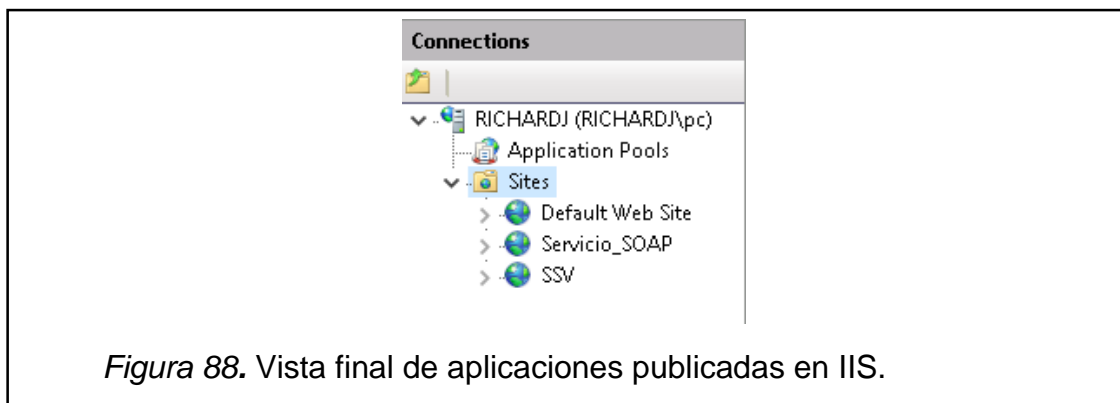 Connections
RICHARDJ (RICHARDJ\pc)
Application Pools
Sites
Default Web Site
Servicio_SOAP
SSV
Figura 88. Vista final de aplicaciones publicadas en IIS.